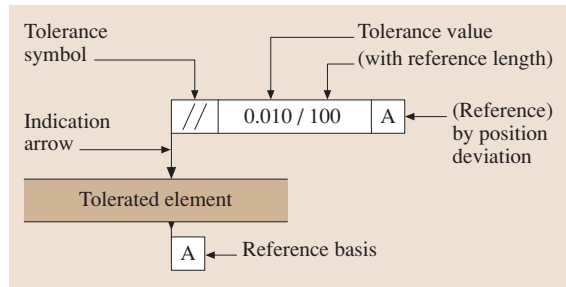 Tolerance
symbol
Tolerance value
(with reference length)
Indication
arrow
// 0.010 / 100 A
(Reference)
by position
deviation
Tolerated element
A
Reference basis